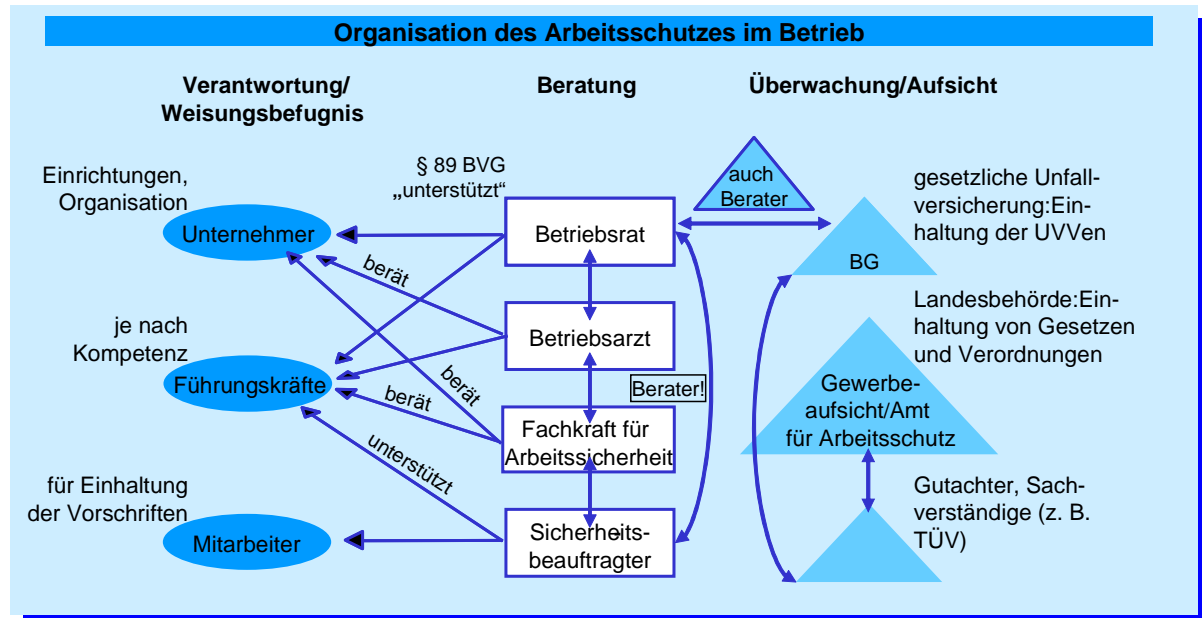 Organisation des Arbeitsschutzes im Betrieb
Verantwortung/
Weisungsbefugnis
Beratung
Überwachung/Aufsicht
Einrichtungen,
Organisation
Unternehmer
je nach
Kompetenz
Führungskräfte
für Einhaltung
der Vorschriften
Mitarbeiter
§ 89 BVG
„unterstützt“
berät
berät
berät
unterstützt
Betriebsrat
Betriebsarzt
Fachkraft für
Arbeitssicherheit
Sicherheits-
beauftragter
Berater!
auch
Berater
BG
gesetzliche Unfall-
versicherung:Ein-
haltung der UVVen
Landesbehörde:Ein-
haltung von Gesetzen
und Verordnungen
Gewerbe-
aufsicht/Amt
für Arbeitsschutz
Gutachter, Sach-
verständige (z. B.
TÜV)